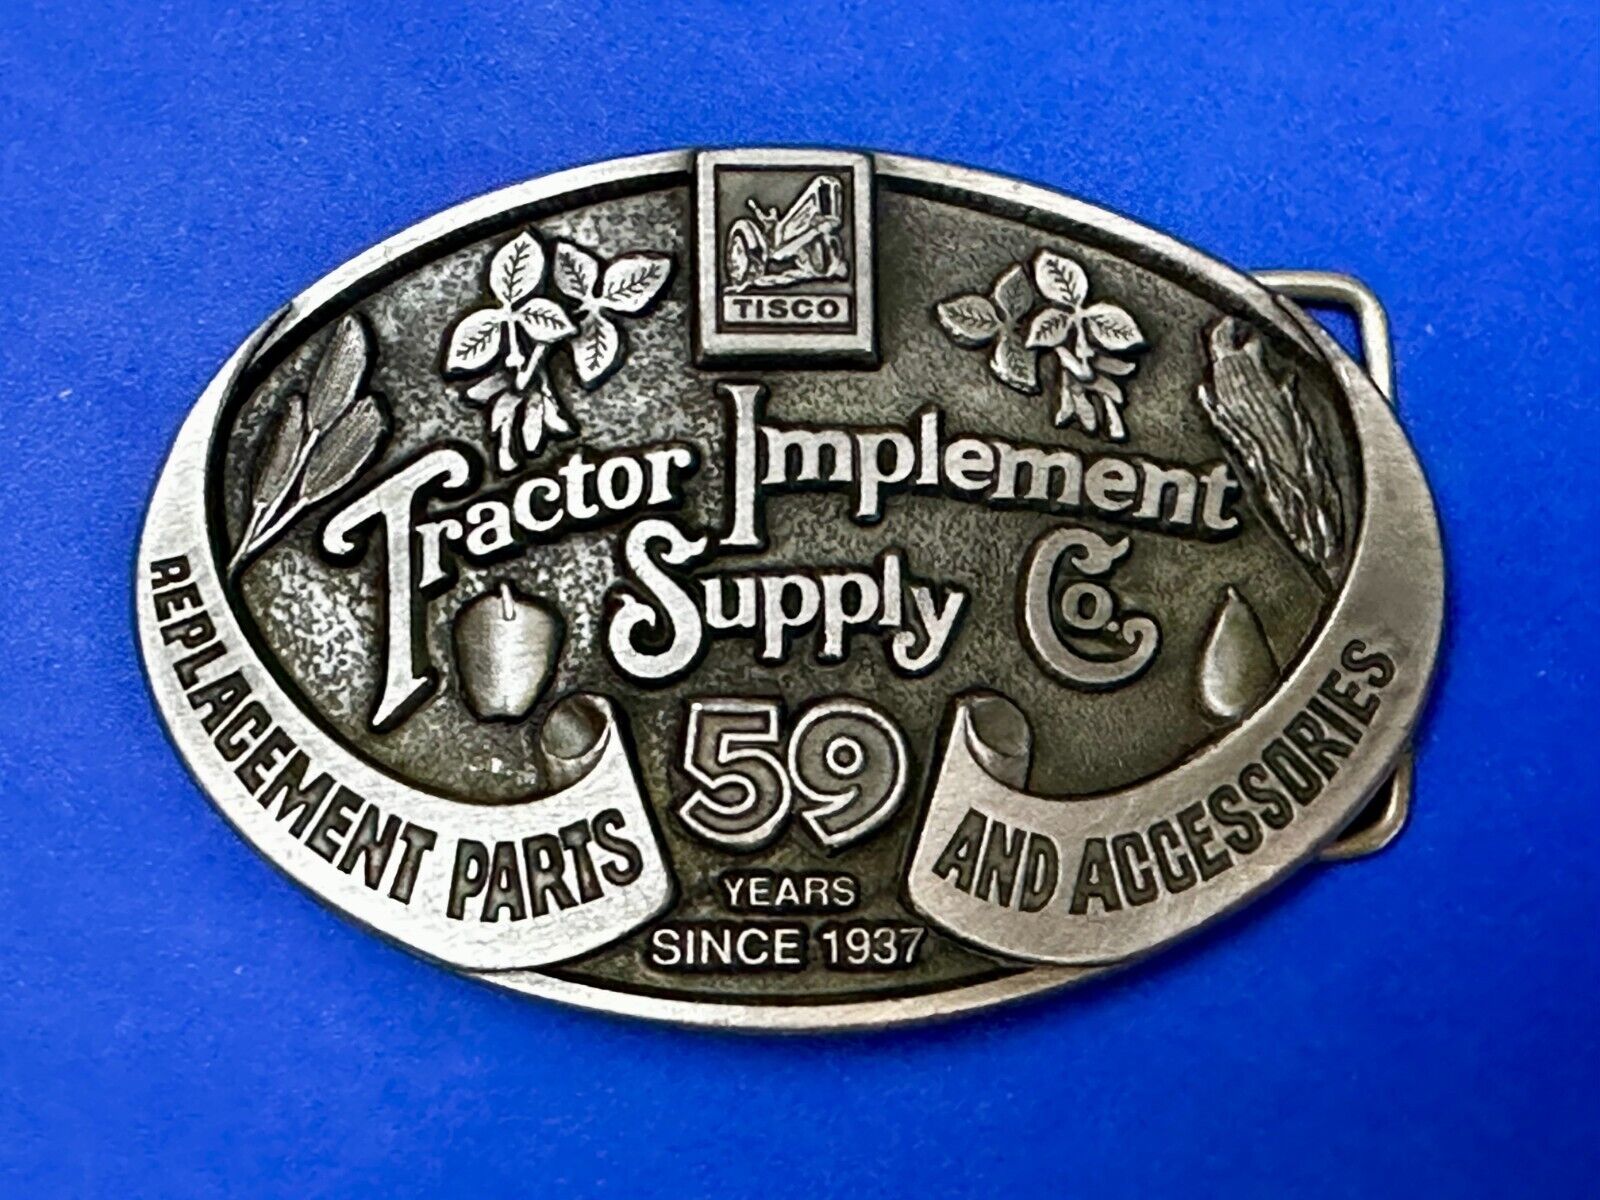 TISCO
Tractor Implement
Supply Co.
59
YEARS
SINCE 1937
REPLACEMENT PARTS
AND ACCESSORIES